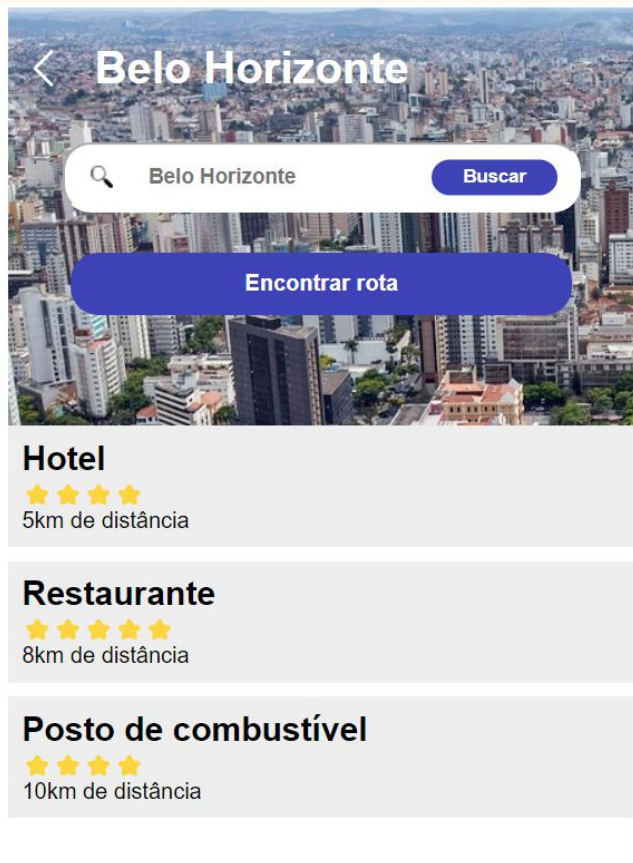 Belo Horizonte
Belo Horizonte Buscar
Encontrar rota
Hotel
5km de distância
Restaurante
8km de distância
Posto de combustível
10km de distância